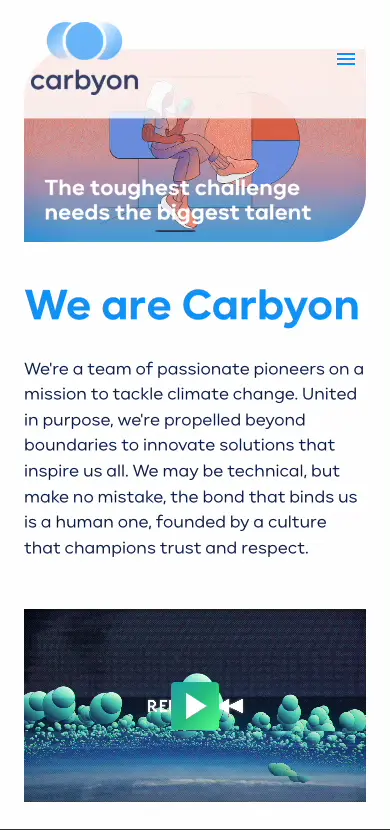 carbyon
The toughest challenge
needs the biggest talent
We are Carbyon
We're a team of passionate pioneers on a
mission to tackle climate change. United
in purpose, we're propelled beyond
boundaries to innovate solutions that
inspire us all. We may be technical, but
make no mistake, the bond that binds us
is a human one, founded by a culture
that champions trust and respect.